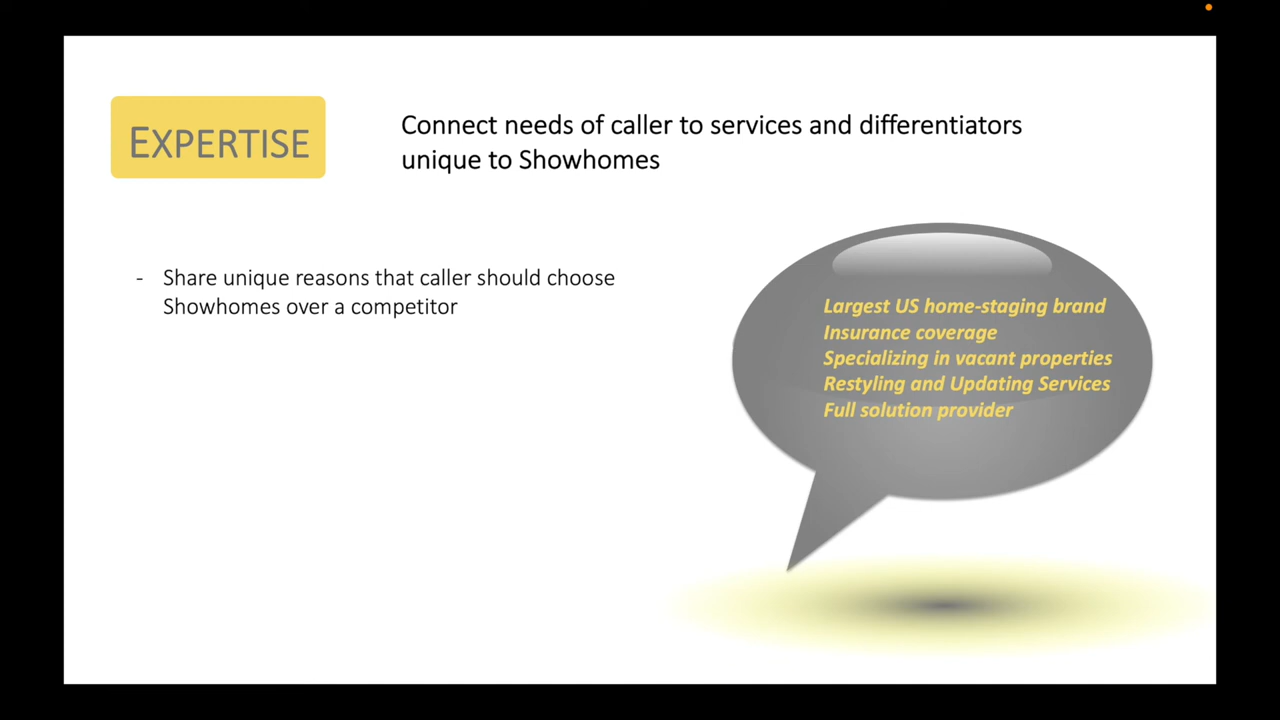 EXPERTISE
Connect needs of caller to services and differentiators
unique to Showhomes
- Share unique reasons that caller should choose
Showhomes over a competitor
Largest US home-staging brand
Insurance coverage
Specializing in vacant properties
Restyling and Updating Services
Full solution provider